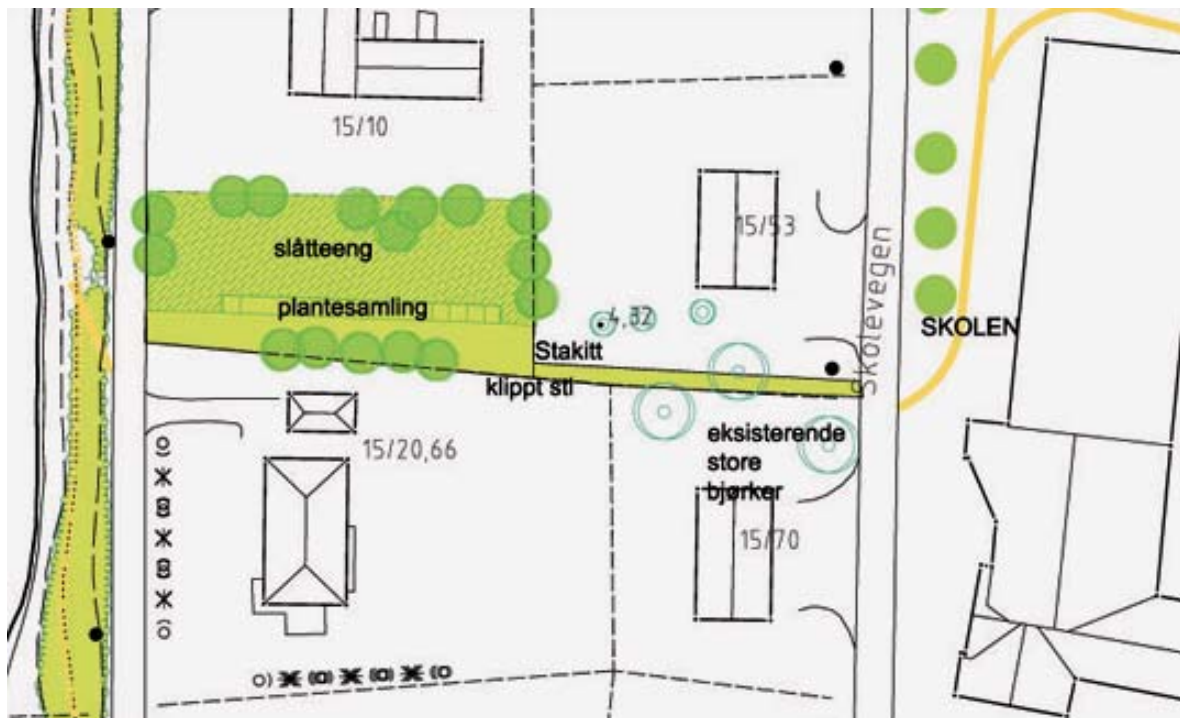 15/10
15/53
slåtteeng
Skolevegen
plantesamling
4,32
SKOLEN
Stakitt
klippt sti
eksisterende
store
bjørker
15/20,66
15/70